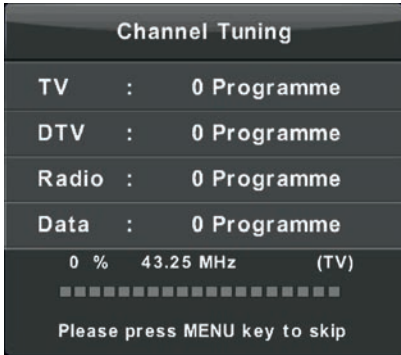 Channel Tuning
TV : 0 Programme
DTV : 0 Programme
Radio : 0 Programme
Data : 0 Programme
0 % 43.25 MHz (TV)
Please press MENU key to skip